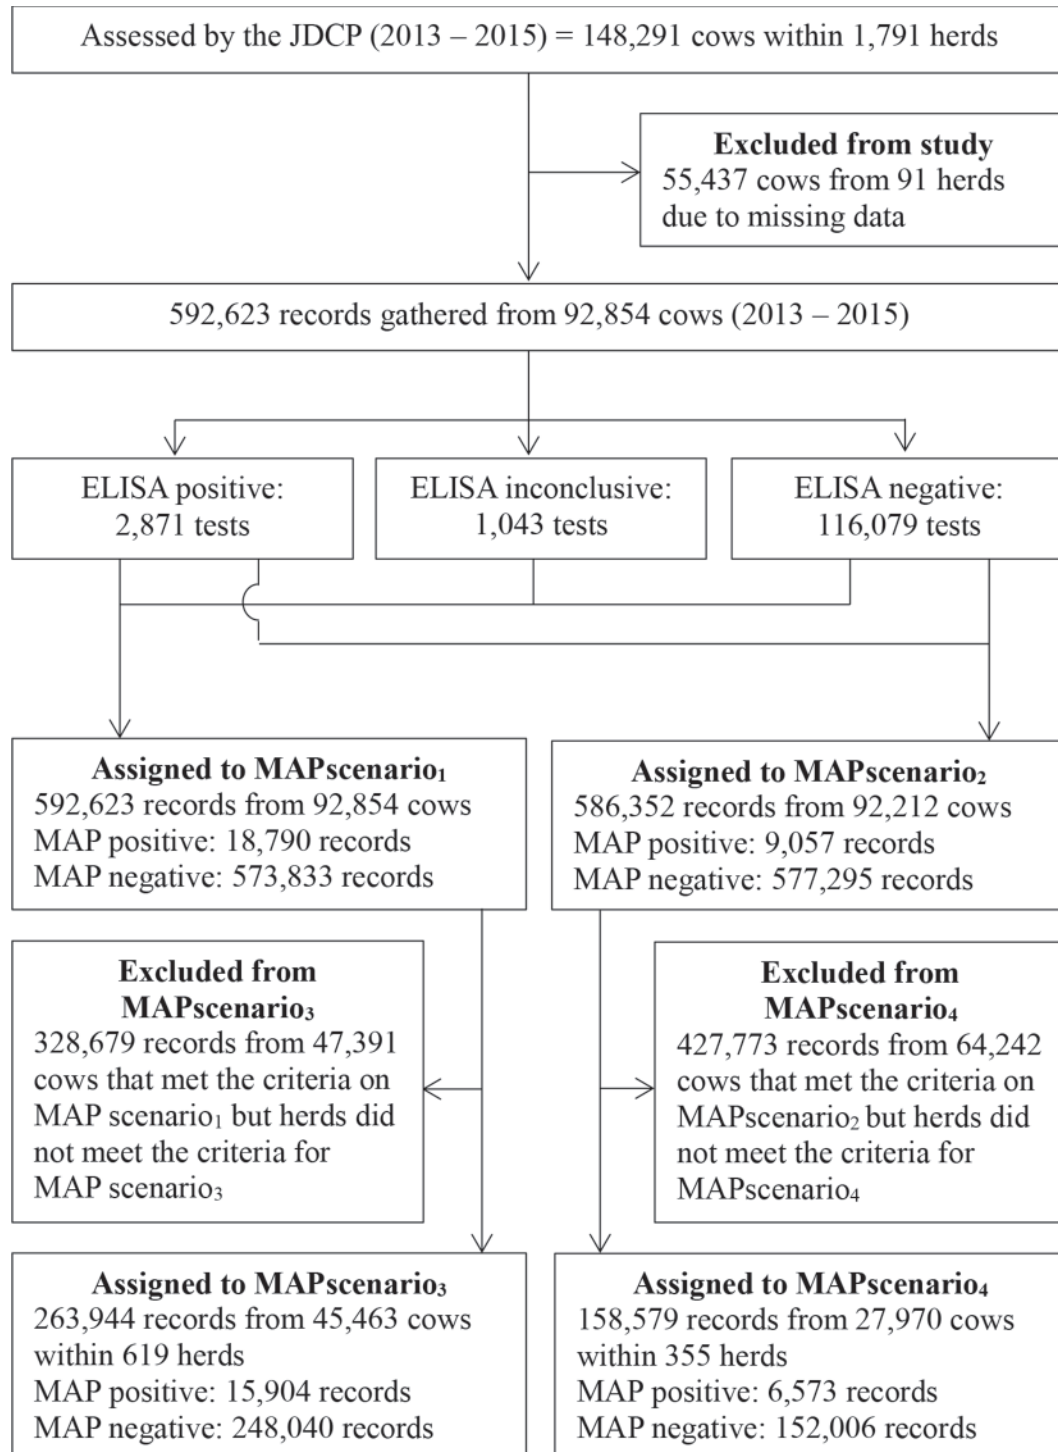 Assessed by the JDCP (2013 – 2015) = 148,291 cows within 1,791 herds
Excluded from study
55,437 cows from 91 herds
due to missing data
592,623 records gathered from 92,854 cows (2013 – 2015)
ELISA positive:
2,871 tests
ELISA inconclusive:
1,043 tests
ELISA negative:
116,079 tests
Assigned to MAPscenario₁
592,623 records from 92,854 cows
MAP positive: 18,790 records
MAP negative: 573,833 records
Assigned to MAPscenario₂
586,352 records from 92,212 cows
MAP positive: 9,057 records
MAP negative: 577,295 records
Excluded from
MAPscenario₃
328,679 records from 47,391
cows that met the criteria on
MAP scenario₁ but herds did
not meet the criteria for
MAP scenario₃
Excluded from
MAPscenario₄
427,773 records from 64,242
cows that met the criteria on
MAPscenario₂ but herds did
not meet the criteria for
MAPscenario₄
Assigned to MAPscenario₃
263,944 records from 45,463 cows
within 619 herds
MAP positive: 15,904 records
MAP negative: 248,040 records
Assigned to MAPscenario₄
158,579 records from 27,970 cows
within 355 herds
MAP positive: 6,573 records
MAP negative: 152,006 records